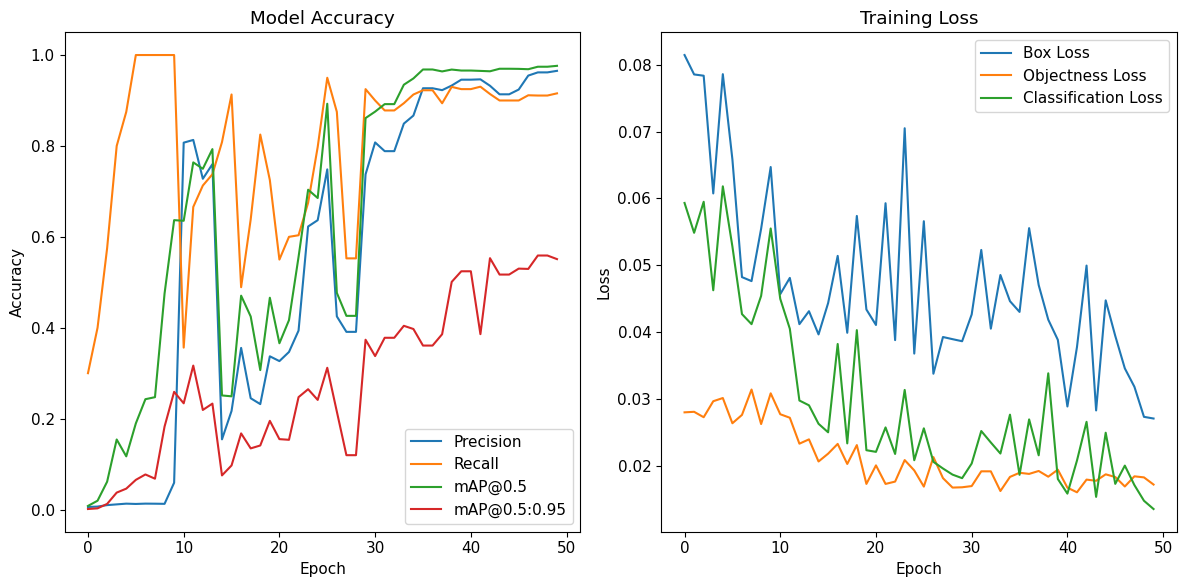 Model Accuracy
1.0
0.8
0.6
0.4
0.2
0.0
Accuracy
0 10 20 30 40 50
Epoch
Precision
Recall
mAP@0.5
mAP@0.5:0.95
Training Loss
0.08
0.07
0.06
0.05
0.04
0.03
0.02
Loss
0 10 20 30 40 50
Epoch
Box Loss
Objectness Loss
Classification Loss